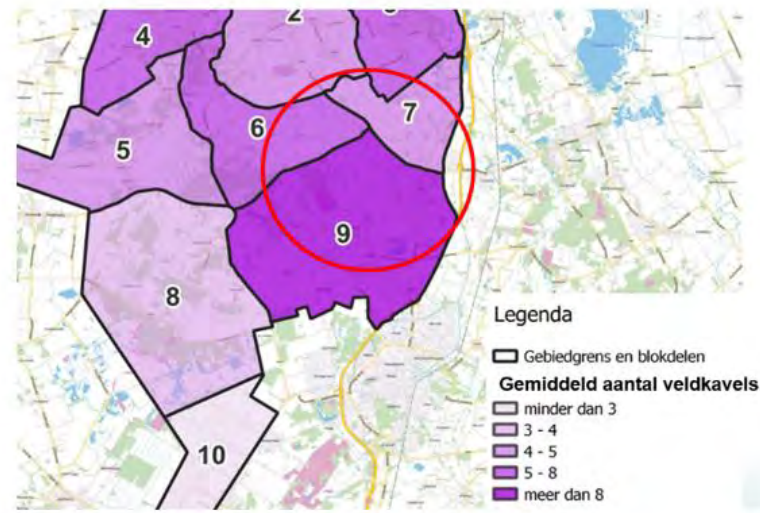 4
2
5
6
7
9
8
10
Legenda
Gebiedgrens en blokdelen
Gemiddeld aantal veldkavels
minder dan 3
3 - 4
4 - 5
5 - 8
meer dan 8